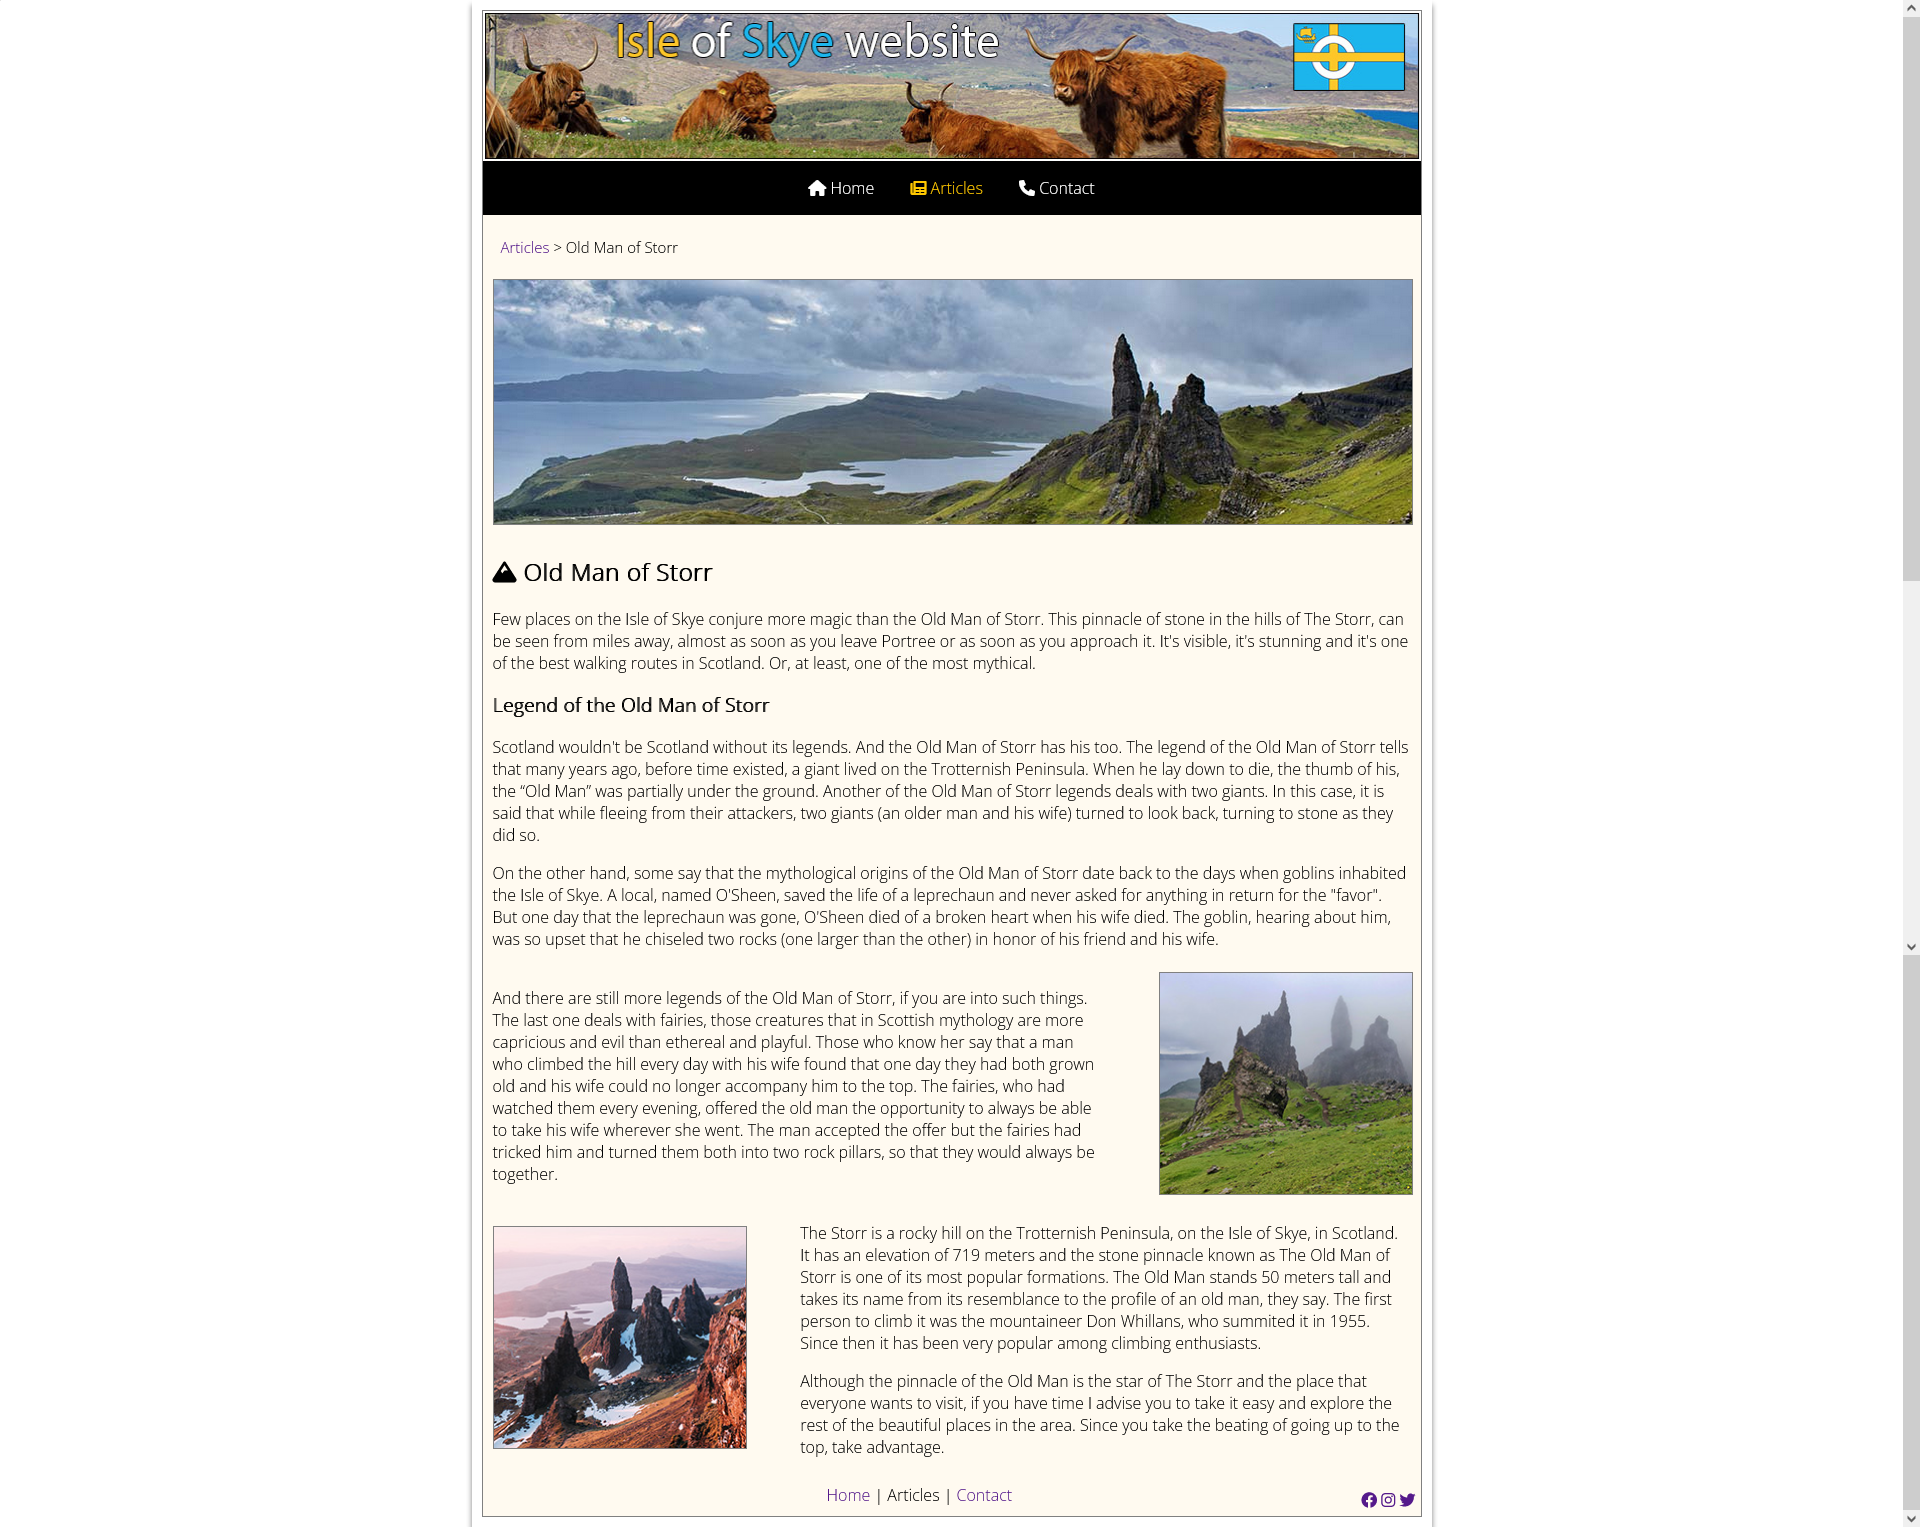 Isle of Skye website
Home Articles Contact
Articles > Old Man of Storr
Old Man of Storr
Few places on the Isle of Skye conjure more magic than the Old Man of Storr. This pinnacle of stone in the hills of The Storr, can
be seen from miles away, almost as soon as you leave Portree or as soon as you approach it. It's visible, it's stunning and it's one
of the best walking routes in Scotland. Or, at least, one of the most mythical.
Legend of the Old Man of Storr
Scotland wouldn't be Scotland without its legends. And the Old Man of Storr has his too. The legend of the Old Man of Storr tells
that many years ago, before time existed, a giant lived on the Trotternish Peninsula. When he lay down to die, the thumb of his,
the “Old Man” was partially under the ground. Another of the Old Man of Storr legends deals with two giants. In this case, it is
said that while fleeing from their attackers, two giants (an older man and his wife) turned to look back, turning to stone as they
did so.
On the other hand, some say that the mythological origins of the Old Man of Storr date back to the days when goblins inhabited
the Isle of Skye. A local, named O'Sheen, saved the life of a leprechaun and never asked for anything in return for the "favor".
But one day that the leprechaun was gone, O'Sheen died of a broken heart when his wife died. The goblin, hearing about him,
was so upset that he chiseled two rocks (one larger than the other) in honor of his friend and his wife.
And there are still more legends of the Old Man of Storr, if you are into such things.
The last one deals with fairies, those creatures that in Scottish mythology are more
capricious and evil than ethereal and playful. Those who know her say that a man
who climbed the hill every day with his wife found that one day they had both grown
old and his wife could no longer accompany him to the top. The fairies, who had
watched them every evening, offered the old man the opportunity to always be able
to take his wife wherever she went. The man accepted the offer but the fairies had
tricked him and turned them both into two rock pillars, so that they would always be
together.
The Storr is a rocky hill on the Trotternish Peninsula, on the Isle of Skye, in Scotland.
It has an elevation of 719 meters and the stone pinnacle known as The Old Man of
Storr is one of its most popular formations. The Old Man stands 50 meters tall and
takes its name from its resemblance to the profile of an old man, they say. The first
person to climb it was the mountaineer Don Whillans, who summited it in 1955.
Since then it has been very popular among climbing enthusiasts.
Although the pinnacle of the Old Man is the star of The Storr and the place that
everyone wants to visit, if you have time I advise you to take it easy and explore the
rest of the beautiful places in the area. Since you take the beating of going up to the
top, take advantage.
Home | Articles | Contact